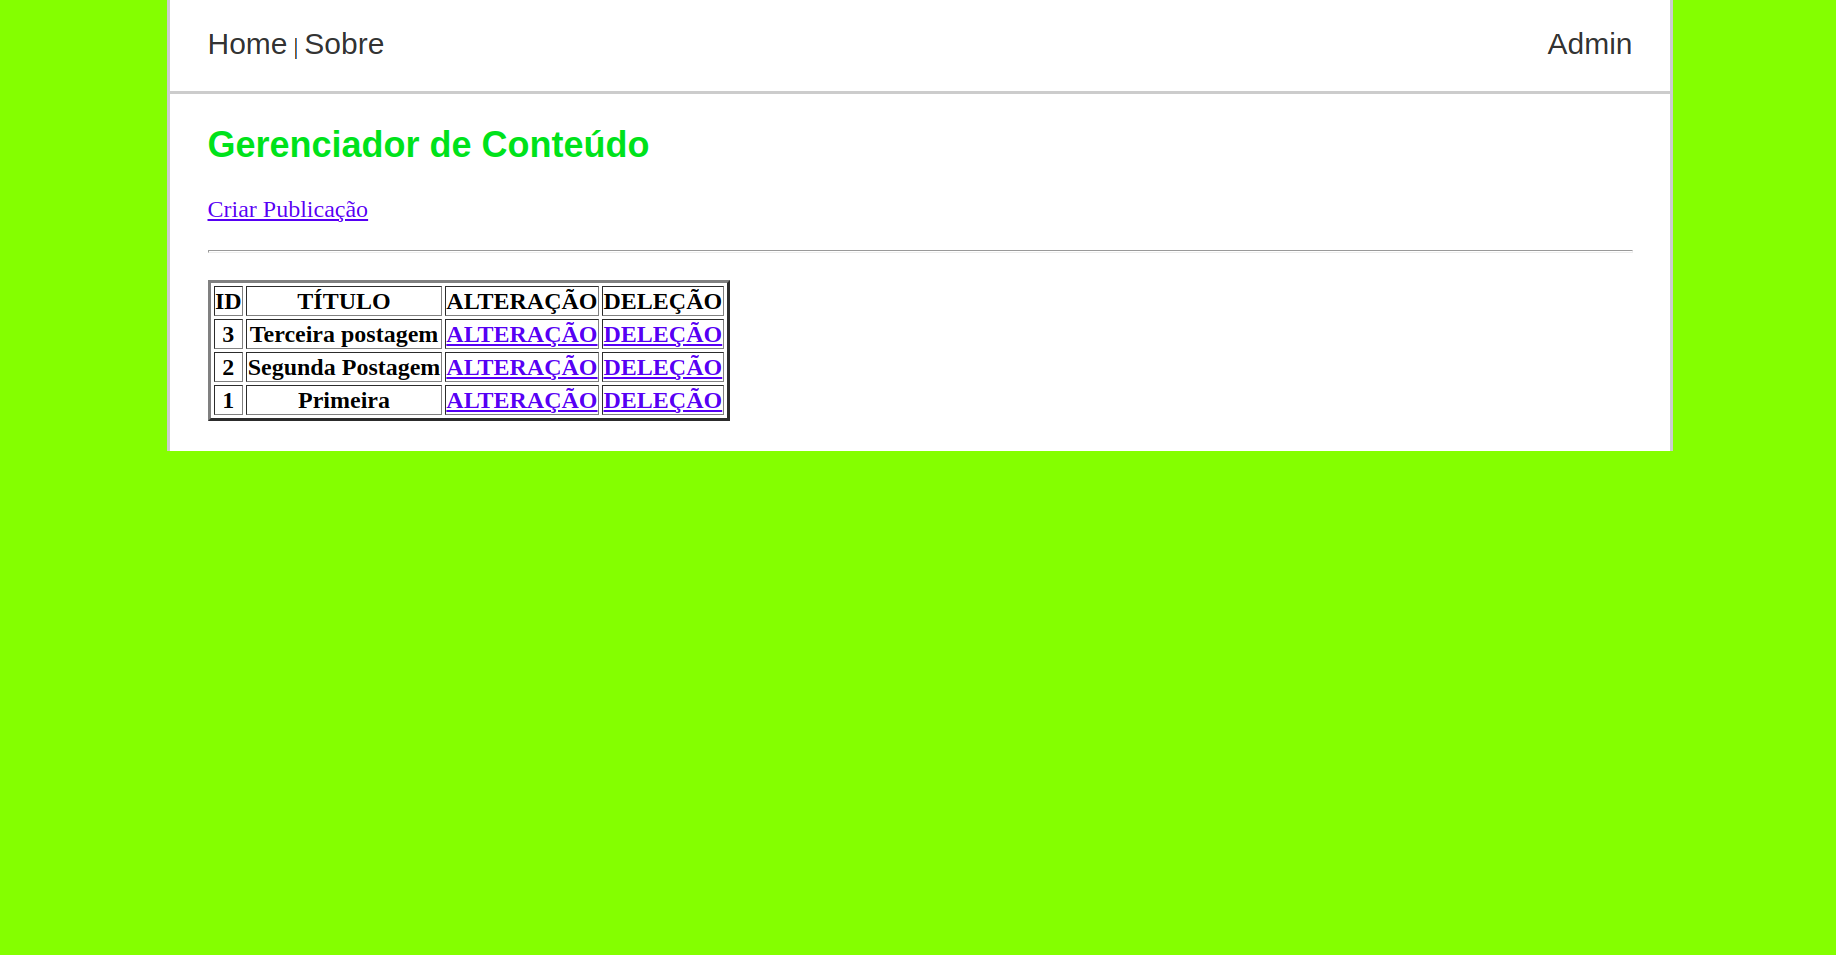 Home | Sobre Admin
Gerenciador de Conteúdo
Criar Publicação
ID TÍTULO ALTERAÇÃO DELEÇÃO
3 Terceira postagem ALTERAÇÃO DELEÇÃO
2 Segunda Postagem ALTERAÇÃO DELEÇÃO
1 Primeira ALTERAÇÃO DELEÇÃO